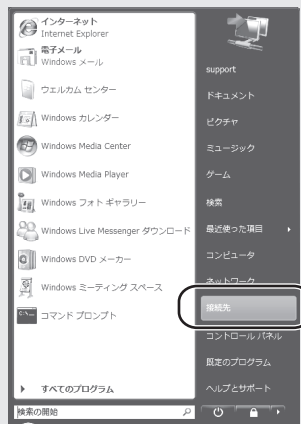 インターネット
Internet Explorer
電子メール
Windows メール
ウェルカム センター
Windows カレンダー
Windows Media Center
Windows Media Player
Windows フォト ギャラリー
Windows Live Messenger ダウンロード
Windows DVD メーカー
Windows ミーティング スペース
コマンド プロンプト
すべてのプログラム
検索の開始
support
ドキュメント
ピクチャ
ミュージック
ゲーム
検索
最近使った項目
コンピュータ
ネットワーク
接続先
コントロール パネル
既定のプログラム
ヘルプとサポート